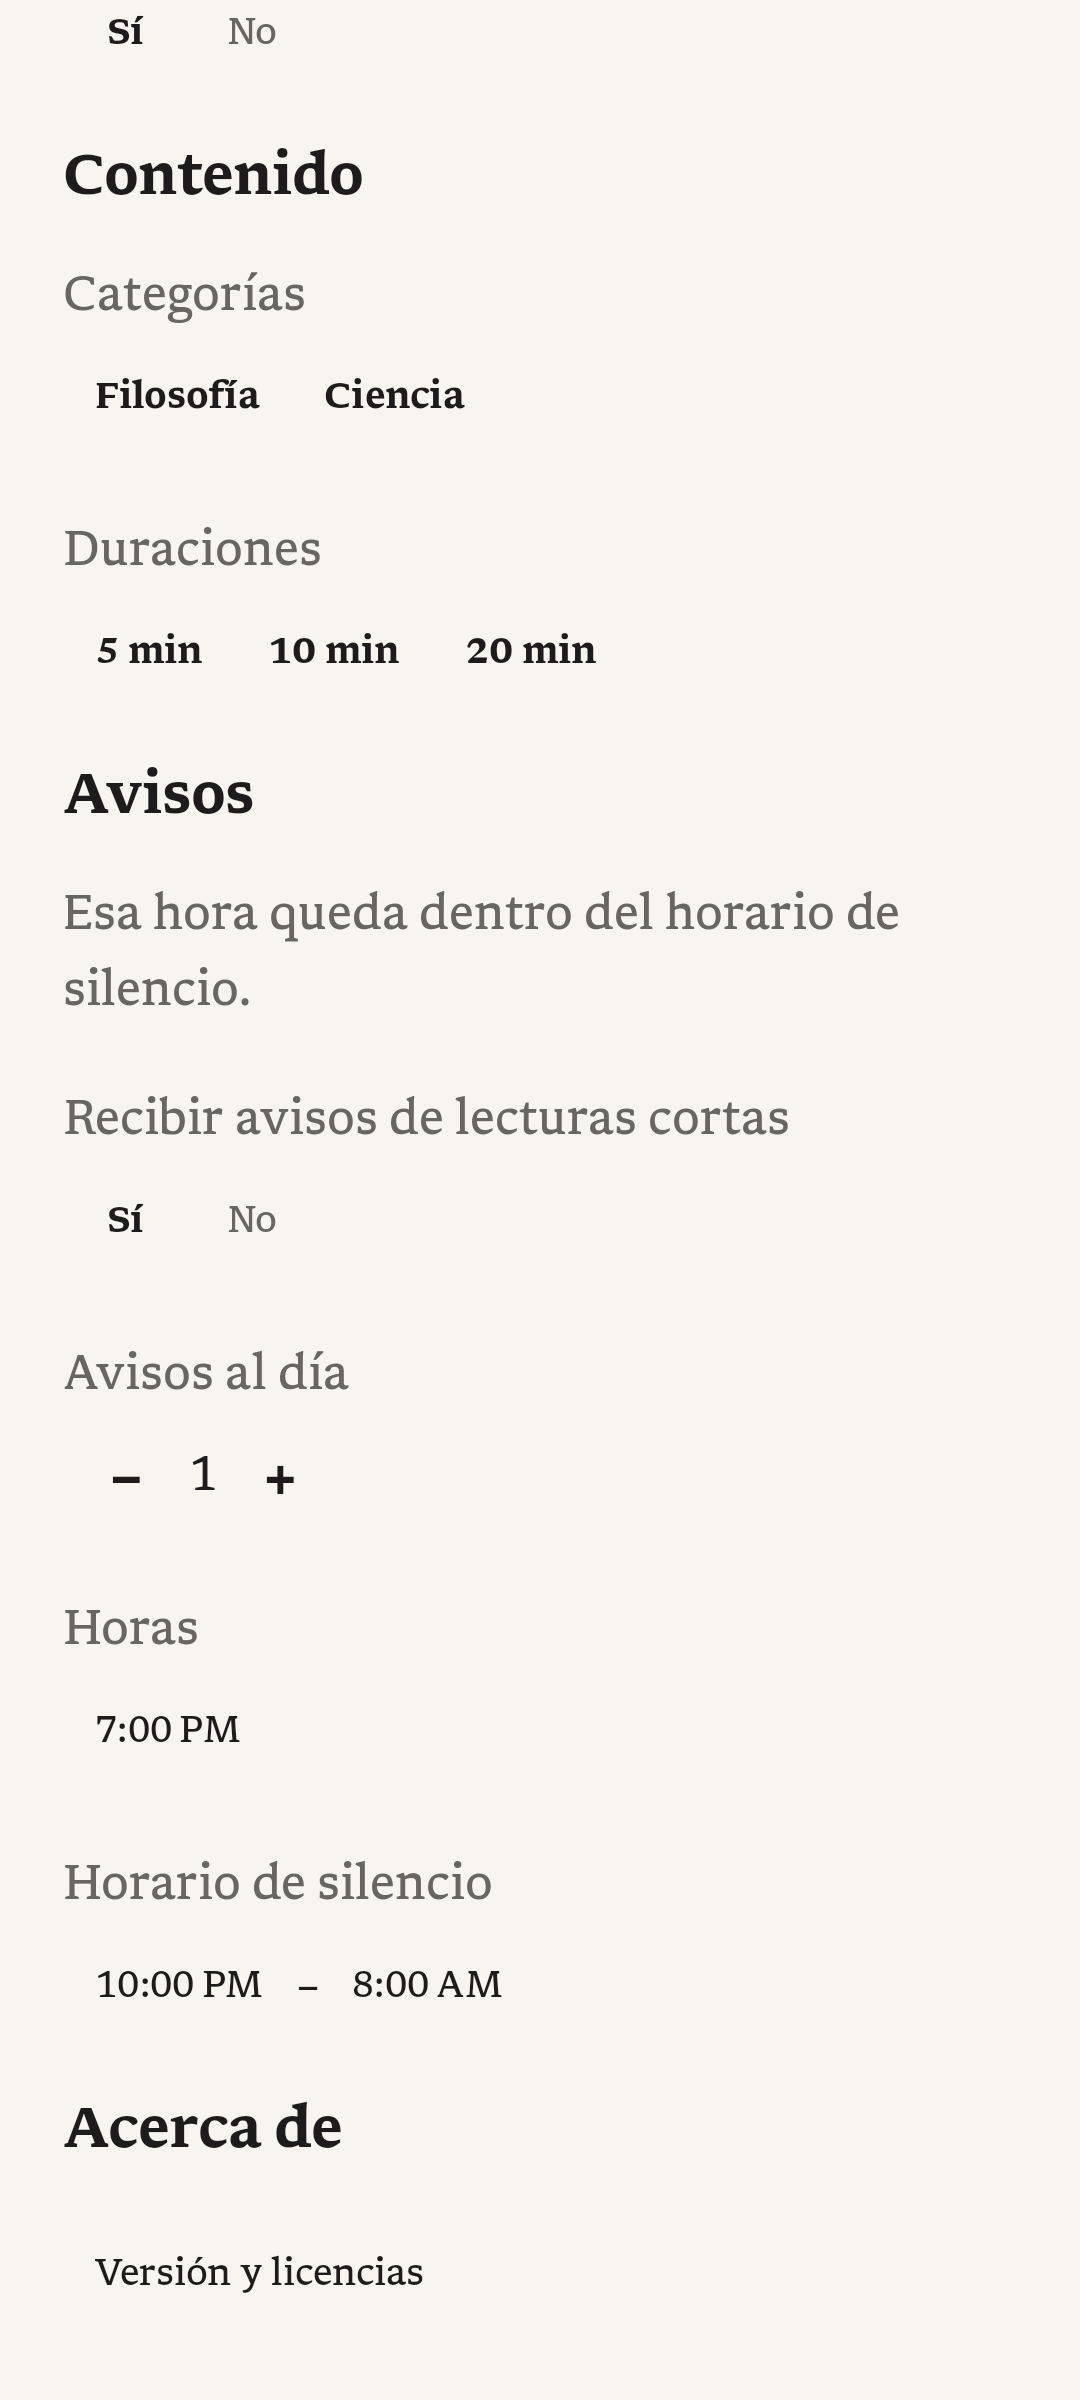 Sí No
Contenido
Categorías
Filosofía Ciencia
Duraciones
5 min 10 min 20 min
Avisos
Esa hora queda dentro del horario de
silencio.
Recibir avisos de lecturas cortas
Sí No
Avisos al día
– 1 +
Horas
7:00 PM
Horario de silencio
10:00 PM – 8:00 AM
Acerca de
Versión y licencias